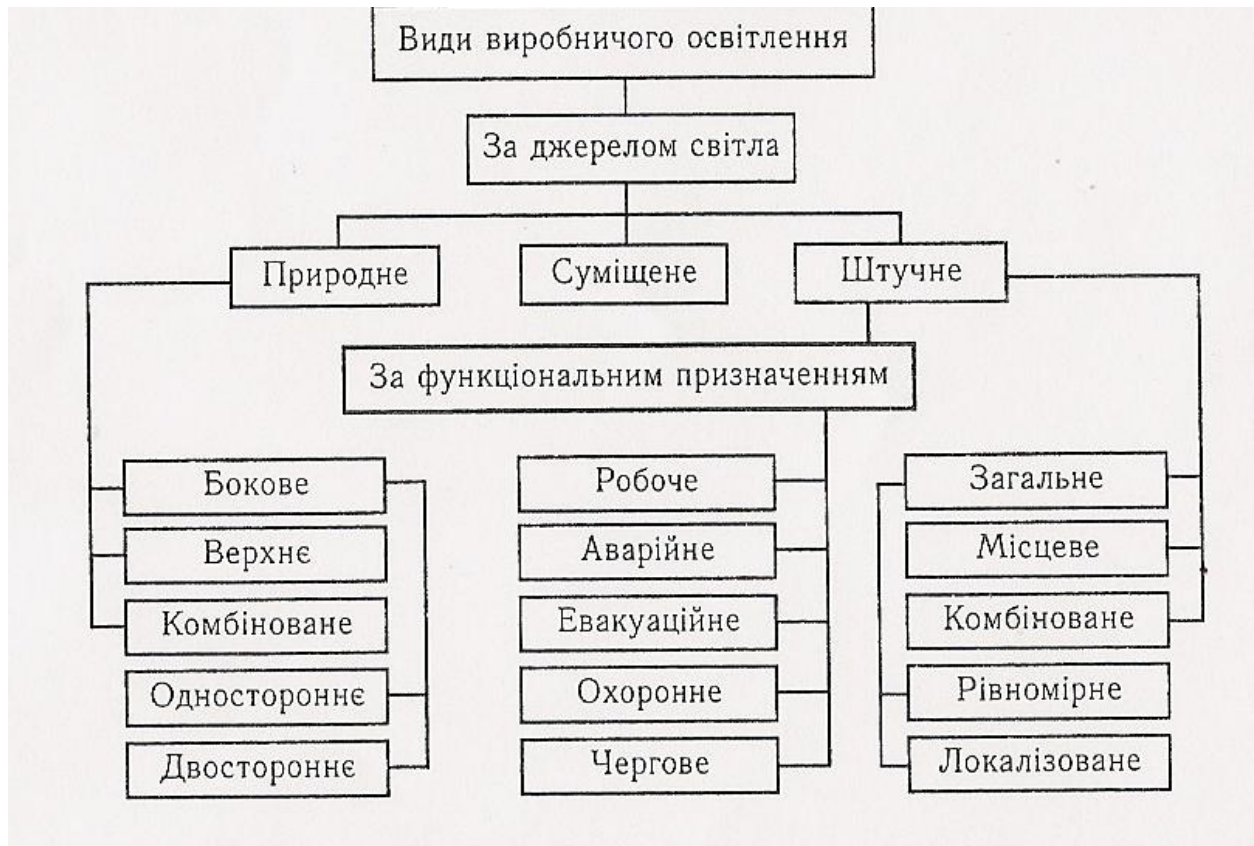 Види виробничого освітлення
За джерелом світла
Природне
Суміщене
Штучне
За функціональним призначенням
Бокове
Верхнє
Комбіноване
Одностороннє
Двостороннє
Робоче
Аварійне
Евакуаційне
Охоронне
Чергове
Загальне
Місцеве
Комбіноване
Рівномірне
Локалізоване